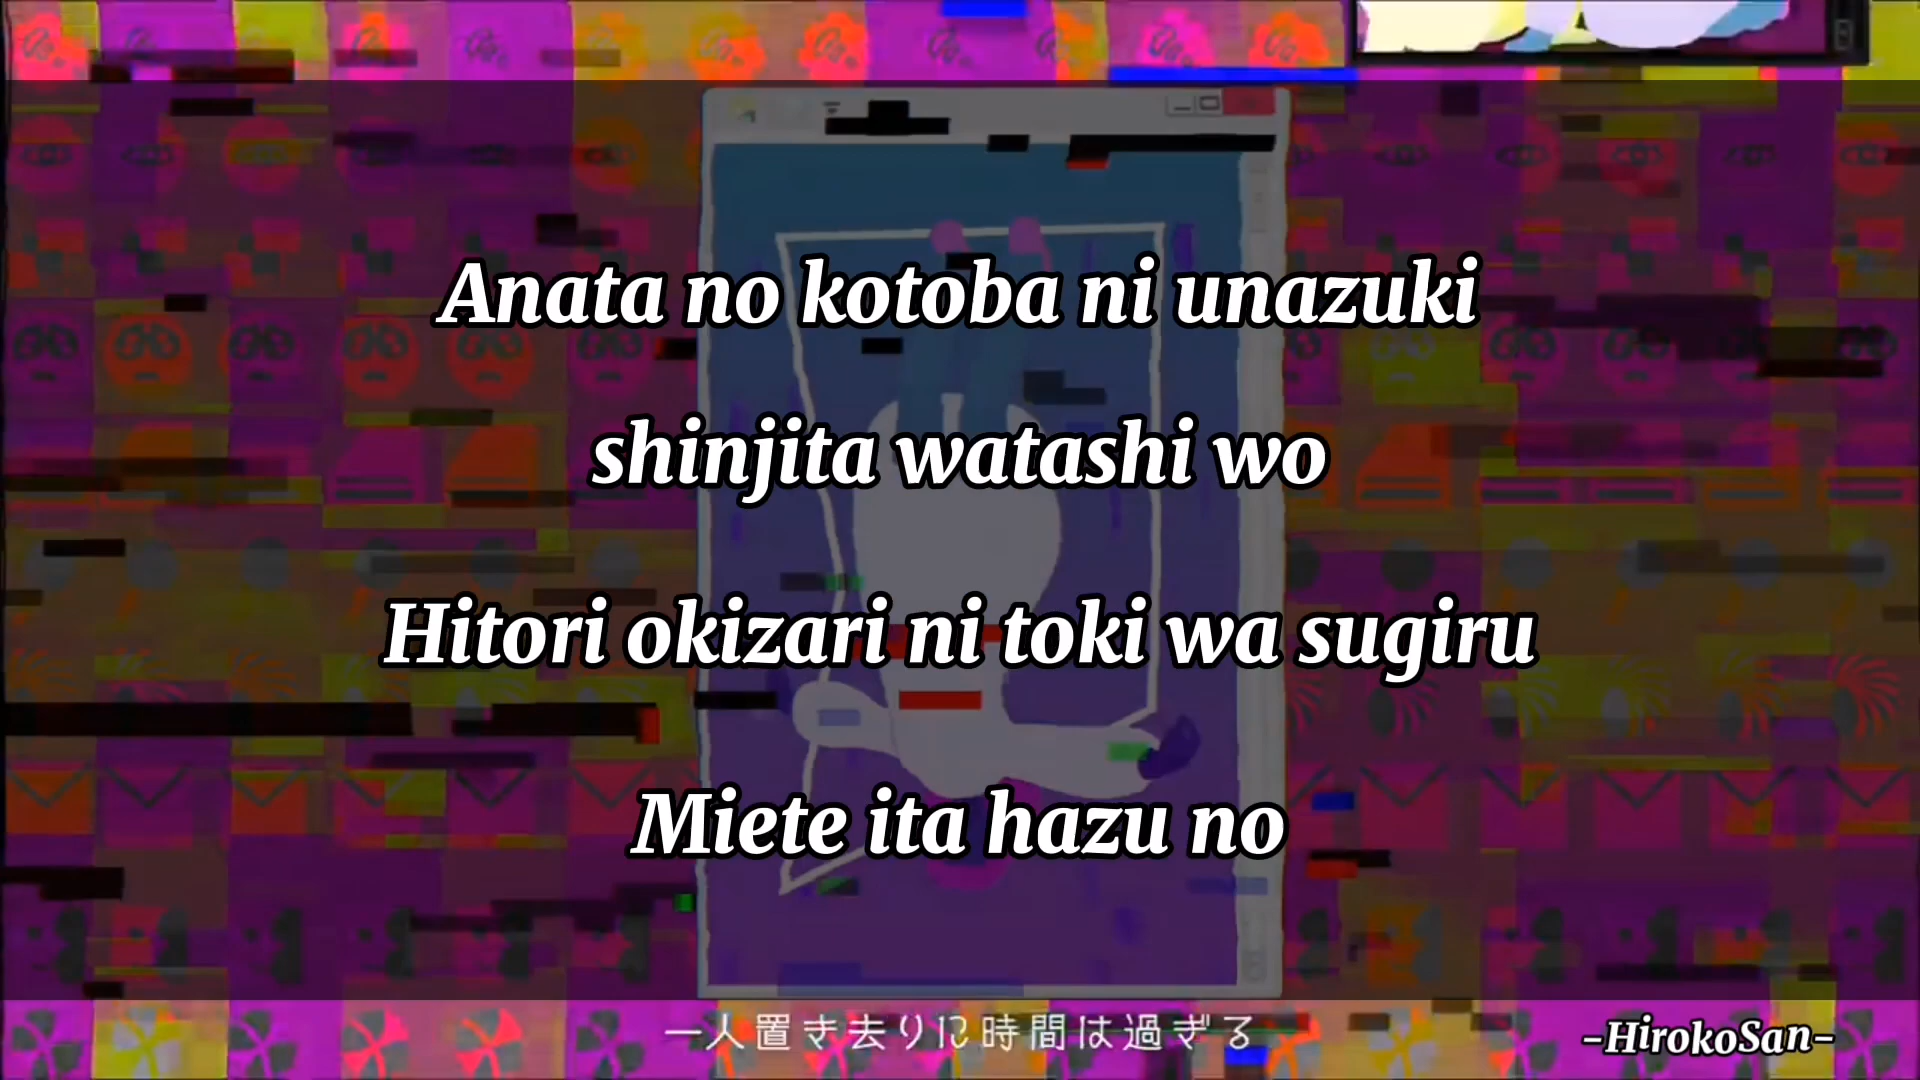 Anata no kotoba ni unazuki
shinjita watashi wo
Hitori okizari ni toki wa sugiru
Miete ita hazu no
一人置き去りに時間は過ぎる
-HirokoSan-